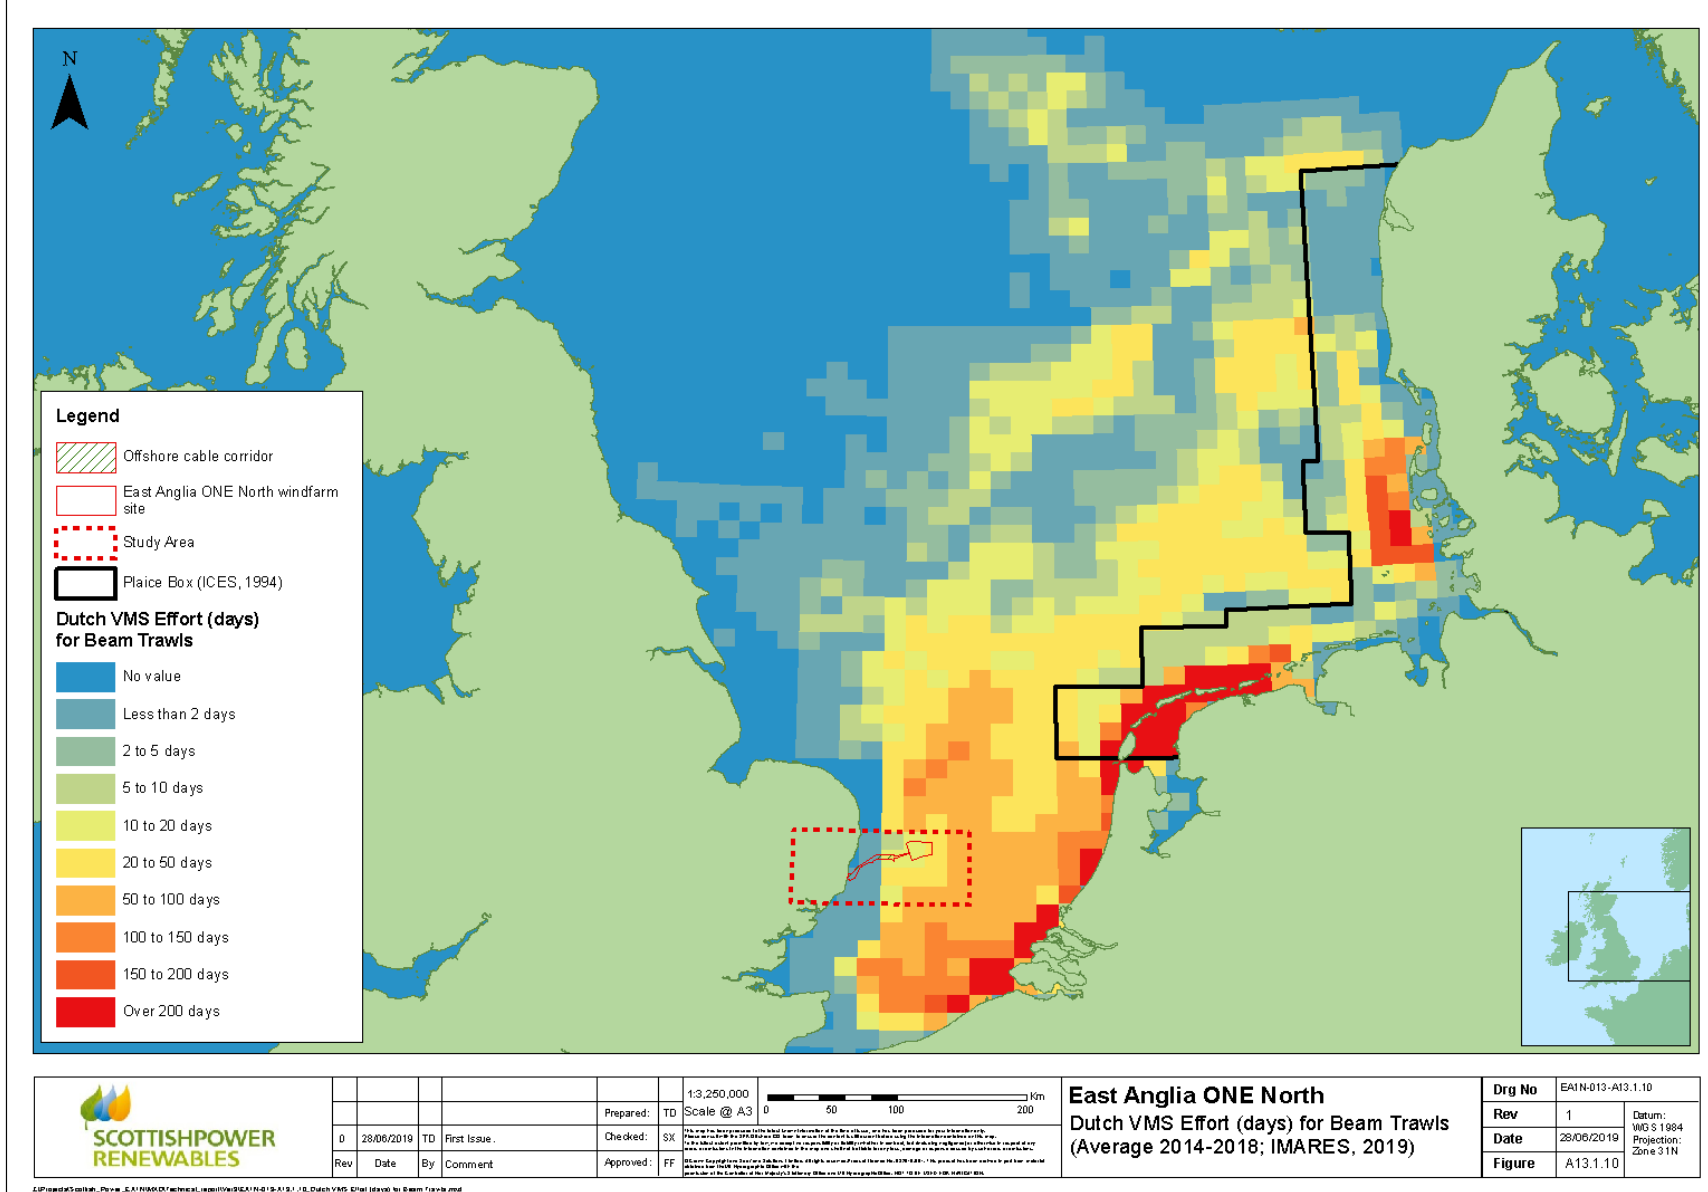 N
Legend
Offshore cable corridor
East Anglia ONE North windfarm
site
Study Area
Plaice Box (ICES, 1994)
Dutch VMS Effort (days)
for Beam Trawls
No value
Less than 2 days
2 to 5 days
5 to 10 days
10 to 20 days
20 to 50 days
50 to 100 days
100 to 150 days
150 to 200 days
Over 200 days
SCOTTISHPOWER
RENEWABLES
0 28/06/2019 TD First Issue.
Rev Date By Comment
Prepared: TD
Checked: SX
Approved: FF
1:3,250,000
Scale @ A3
0 50 100 200 Km
East Anglia ONE North
Dutch VMS Effort (days) for Beam Trawls
(Average 2014-2018; IMARES, 2019)
Drg No EA1N-013-A13.1.10
Rev 1
Date 28/06/2019
Figure A13.1.10
Datum:
WGS 1984
Projection:
Zone 31N